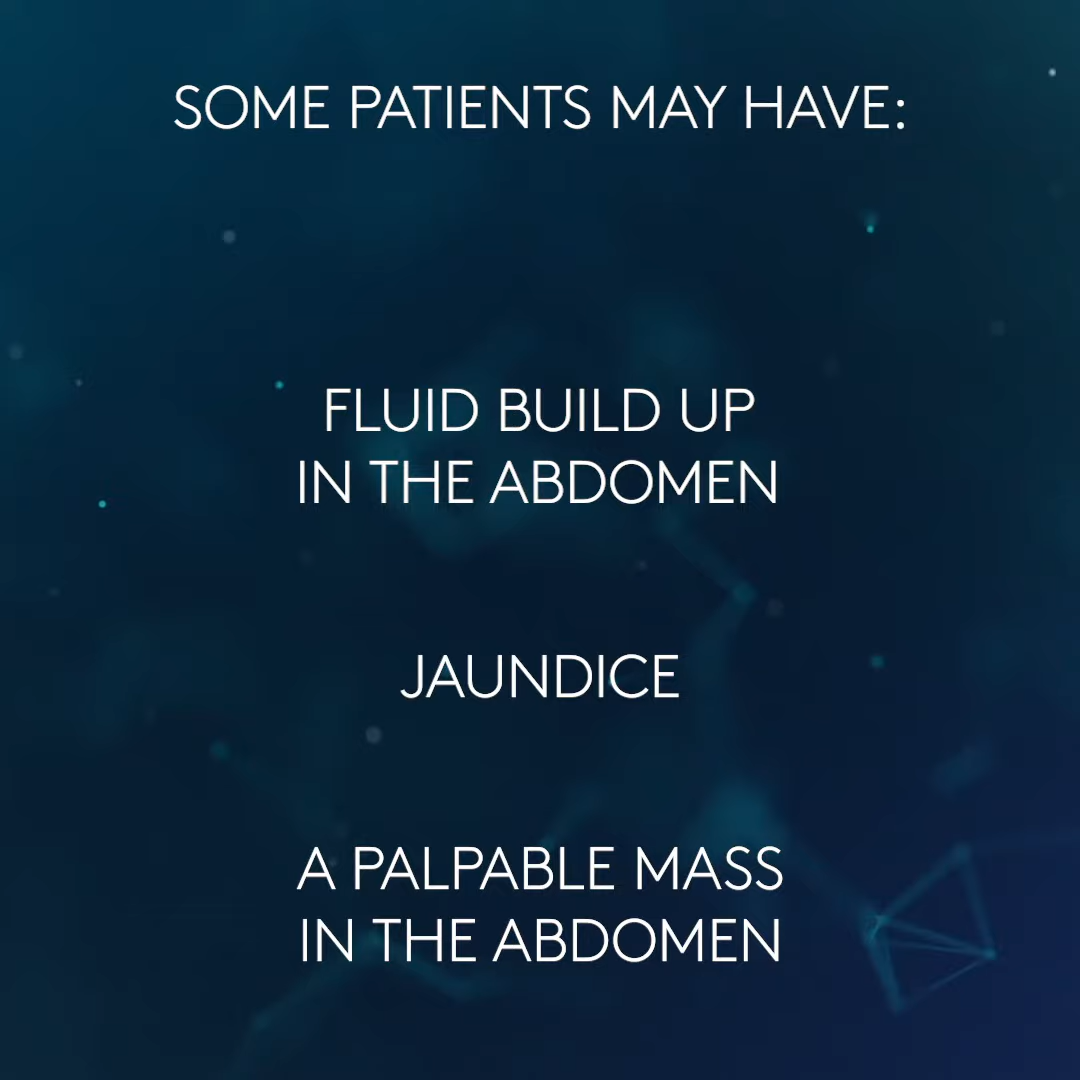 SOME PATIENTS MAY HAVE:
FLUID BUILD UP
IN THE ABDOMEN
JAUNDICE
A PALPABLE MASS
IN THE ABDOMEN